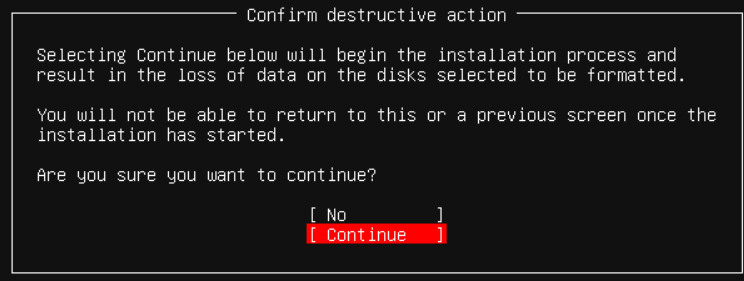 Confirm destructive action
Selecting Continue below will begin the installation process and
result in the loss of data on the disks selected to be formatted.
You will not be able to return to this or a previous screen once the
installation has started.
Are you sure you want to continue?
[ No ]
[ Continue ]